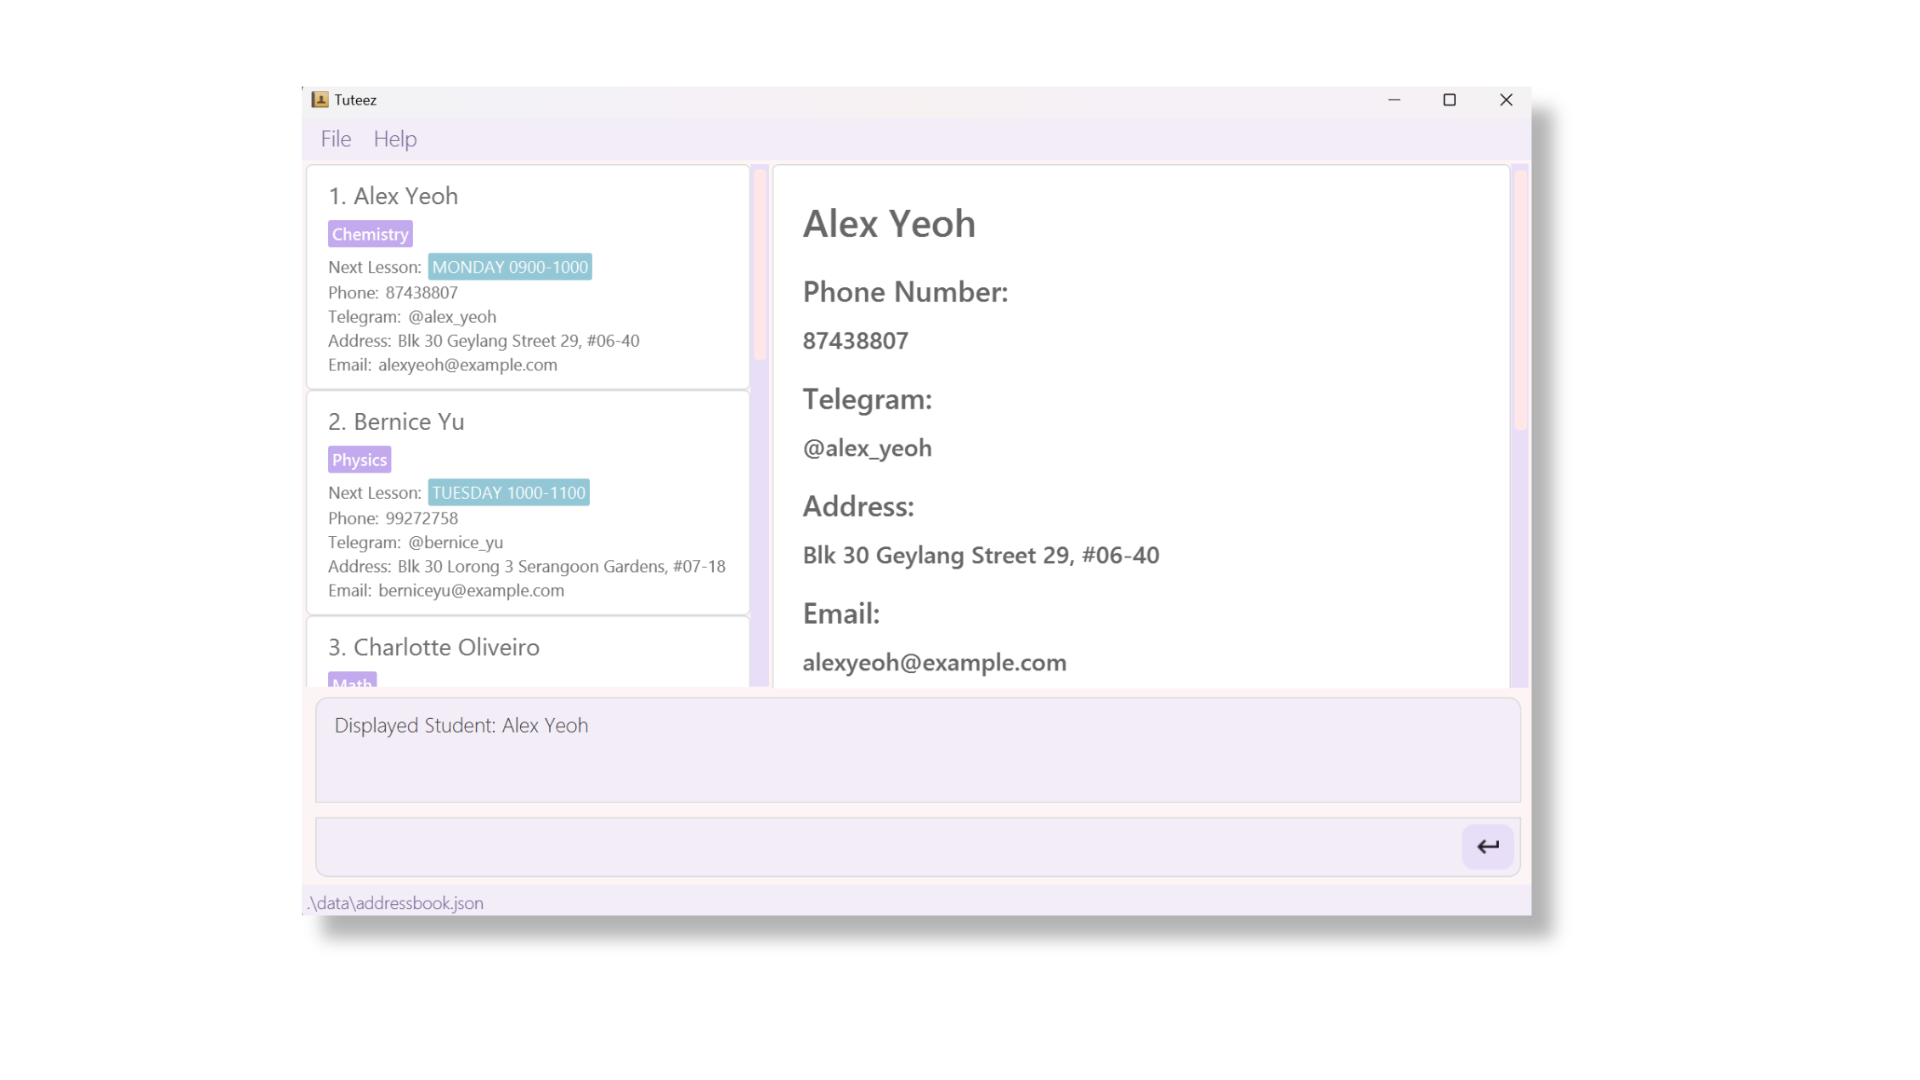 Tuteez
File Help
1. Alex Yeoh
Chemistry
Next Lesson: MONDAY 0900-1000
Phone: 87438807
Telegram: @alex_yeoh
Address: Blk 30 Geylang Street 29, #06-40
Email: alexyeoh@example.com
2. Bernice Yu
Physics
Next Lesson: TUESDAY 1000-1100
Phone: 99272758
Telegram: @bernice_yu
Address: Blk 30 Lorong 3 Serangoon Gardens, #07-18
Email: berniceyu@example.com
3. Charlotte Oliveiro
Math
Alex Yeoh
Phone Number:
87438807
Telegram:
@alex_yeoh
Address:
Blk 30 Geylang Street 29, #06-40
Email:
alexyeoh@example.com
Displayed Student: Alex Yeoh
.\data\addressbook.json